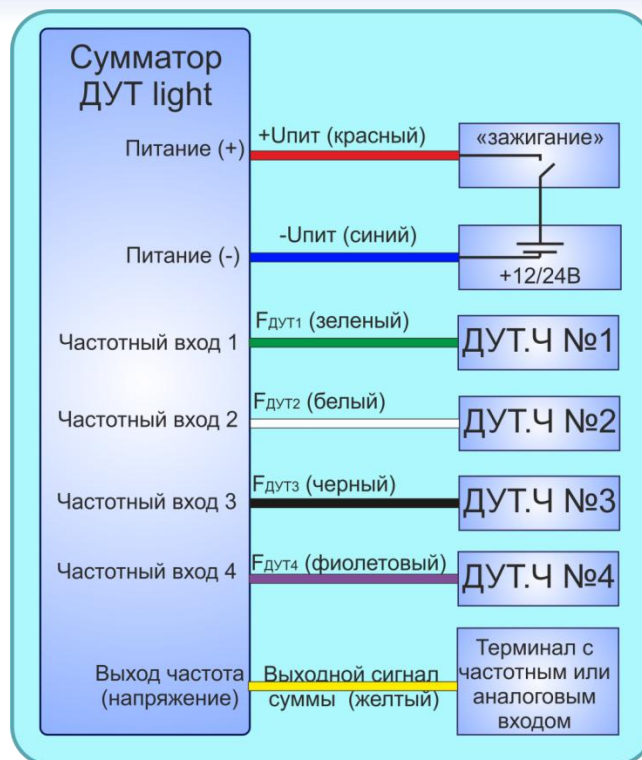 Сумматор
ДУТ light
Питание (+)
+Uпит (красный)
«зажигание»
Питание (-)
-Uпит (синий)
+12/24В
Частотный вход 1
FДУТ1 (зеленый)
ДУТ.Ч №1
Частотный вход 2
FДУТ2 (белый)
ДУТ.Ч №2
Частотный вход 3
FДУТ3 (черный)
ДУТ.Ч №3
Частотный вход 4
FДУТ4 (фиолетовый)
ДУТ.Ч №4
Выход частота
(напряжение)
Выходной сигнал
суммы (желтый)
Терминал с
частотным или
аналоговым
входом